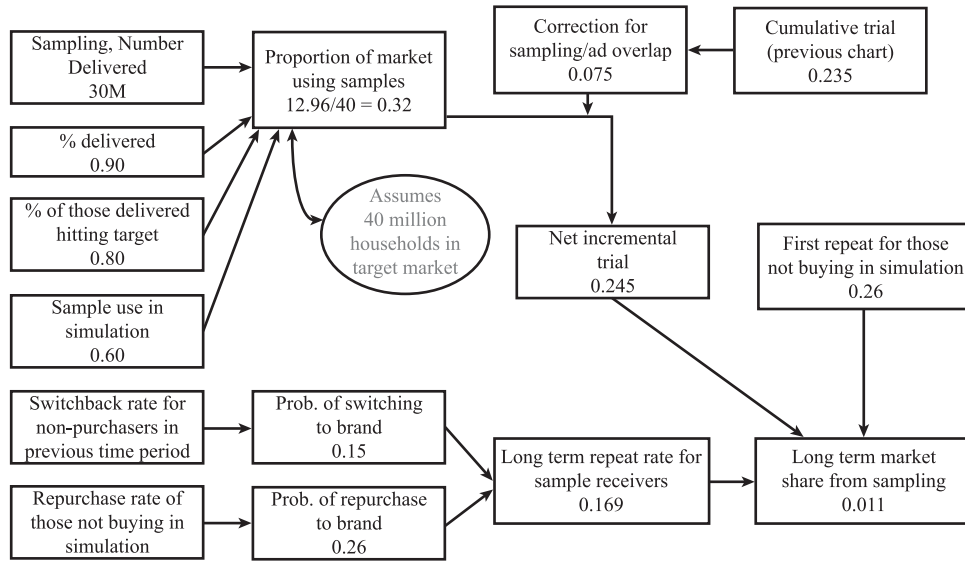 Sampling, Number
Delivered
30M
Proportion of market
using samples
12.96/40 = 0.32
Correction for
sampling/ad overlap
0.075
Cumulative trial
(previous chart)
0.235
% delivered
0.90
% of those delivered
hitting target
0.80
Assumes
40 million
households in
target market
Net incremental
trial
0.245
First repeat for those
not buying in simulation
0.26
Sample use in
simulation
0.60
Switchback rate for
non-purchasers in
previous time period
Prob. of switching
to brand
0.15
Long term repeat rate for
sample receivers
0.169
Long term market
share from sampling
0.011
Repurchase rate of
those not buying in
simulation
Prob. of repurchase
to brand
0.26